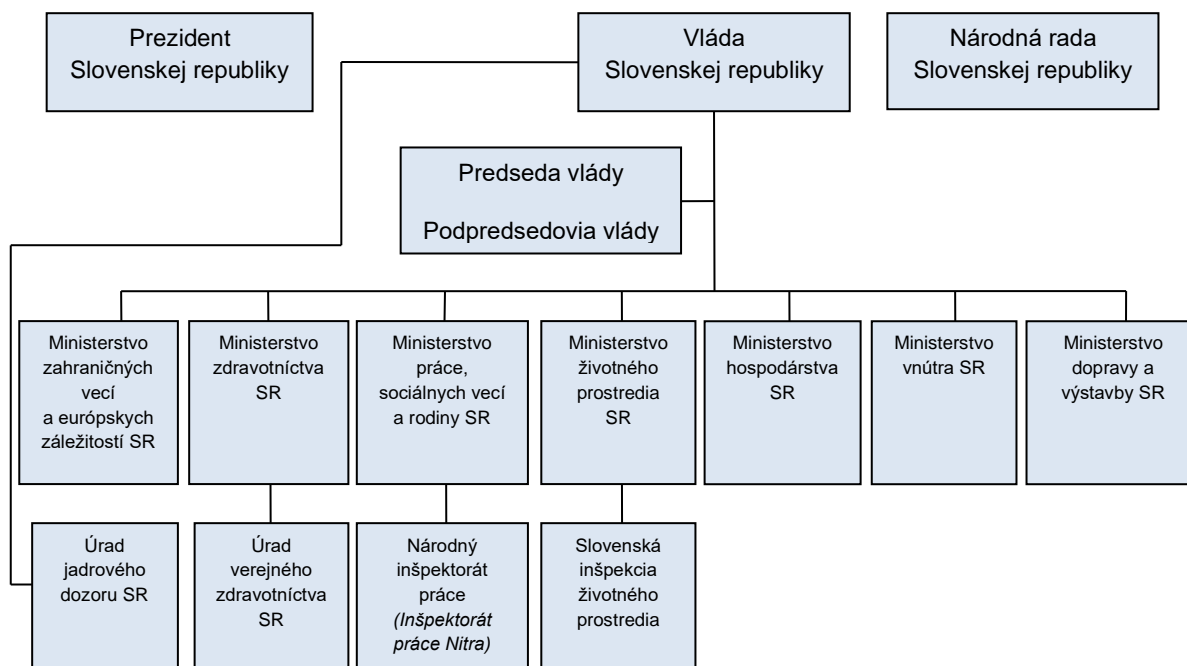 Prezident
Slovenskej republiky
Vláda
Slovenskej republiky
Národná rada
Slovenskej republiky
Predseda vlády
Podpredsedovia vlády
Ministerstvo
zahraničných
vecí
a európskych
záležitostí SR
Ministerstvo
zdravotníctva
SR
Ministerstvo
práce,
sociálnych vecí
a rodiny SR
Ministerstvo
životného
prostredia
SR
Ministerstvo
hospodárstva
SR
Ministerstvo
vnútra SR
Ministerstvo
dopravy a
výstavby SR
Úrad
jadrového
dozoru SR
Úrad
verejného
zdravotníctva
SR
Národný
inšpektorát
práce
(Inšpektorát
práce Nitra)
Slovenská
inšpekcia
životného
prostredia